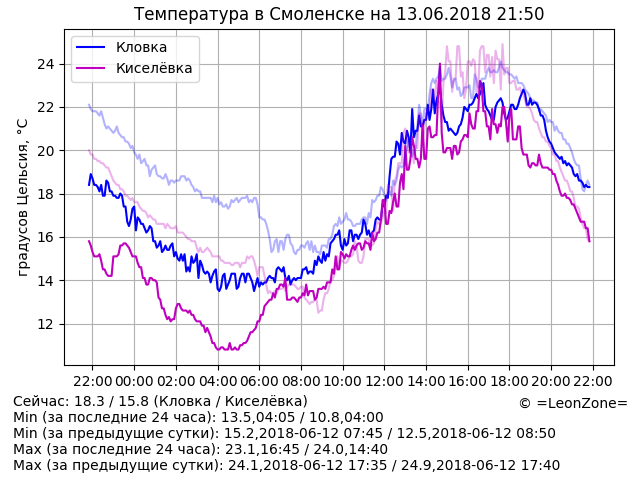 Температура в Смоленске на 13.06.2018 21:50
Кловка
Киселёвка
градусов Цельсия, °C
24
22
20
18
16
14
12
22:00 00:00 02:00 04:00 06:00 08:00 10:00 12:00 14:00 16:00 18:00 20:00 22:00
Сейчас: 18.3 / 15.8 (Кловка / Киселёвка)
© =LeonZone=
Min (за последние 24 часа): 13.5,04:05 / 10.8,04:00
Min (за предыдущие сутки): 15.2,2018-06-12 07:45 / 12.5,2018-06-12 08:50
Max (за последние 24 часа): 23.1,16:45 / 24.0,14:40
Max (за предыдущие сутки): 24.1,2018-06-12 17:35 / 24.9,2018-06-12 17:40